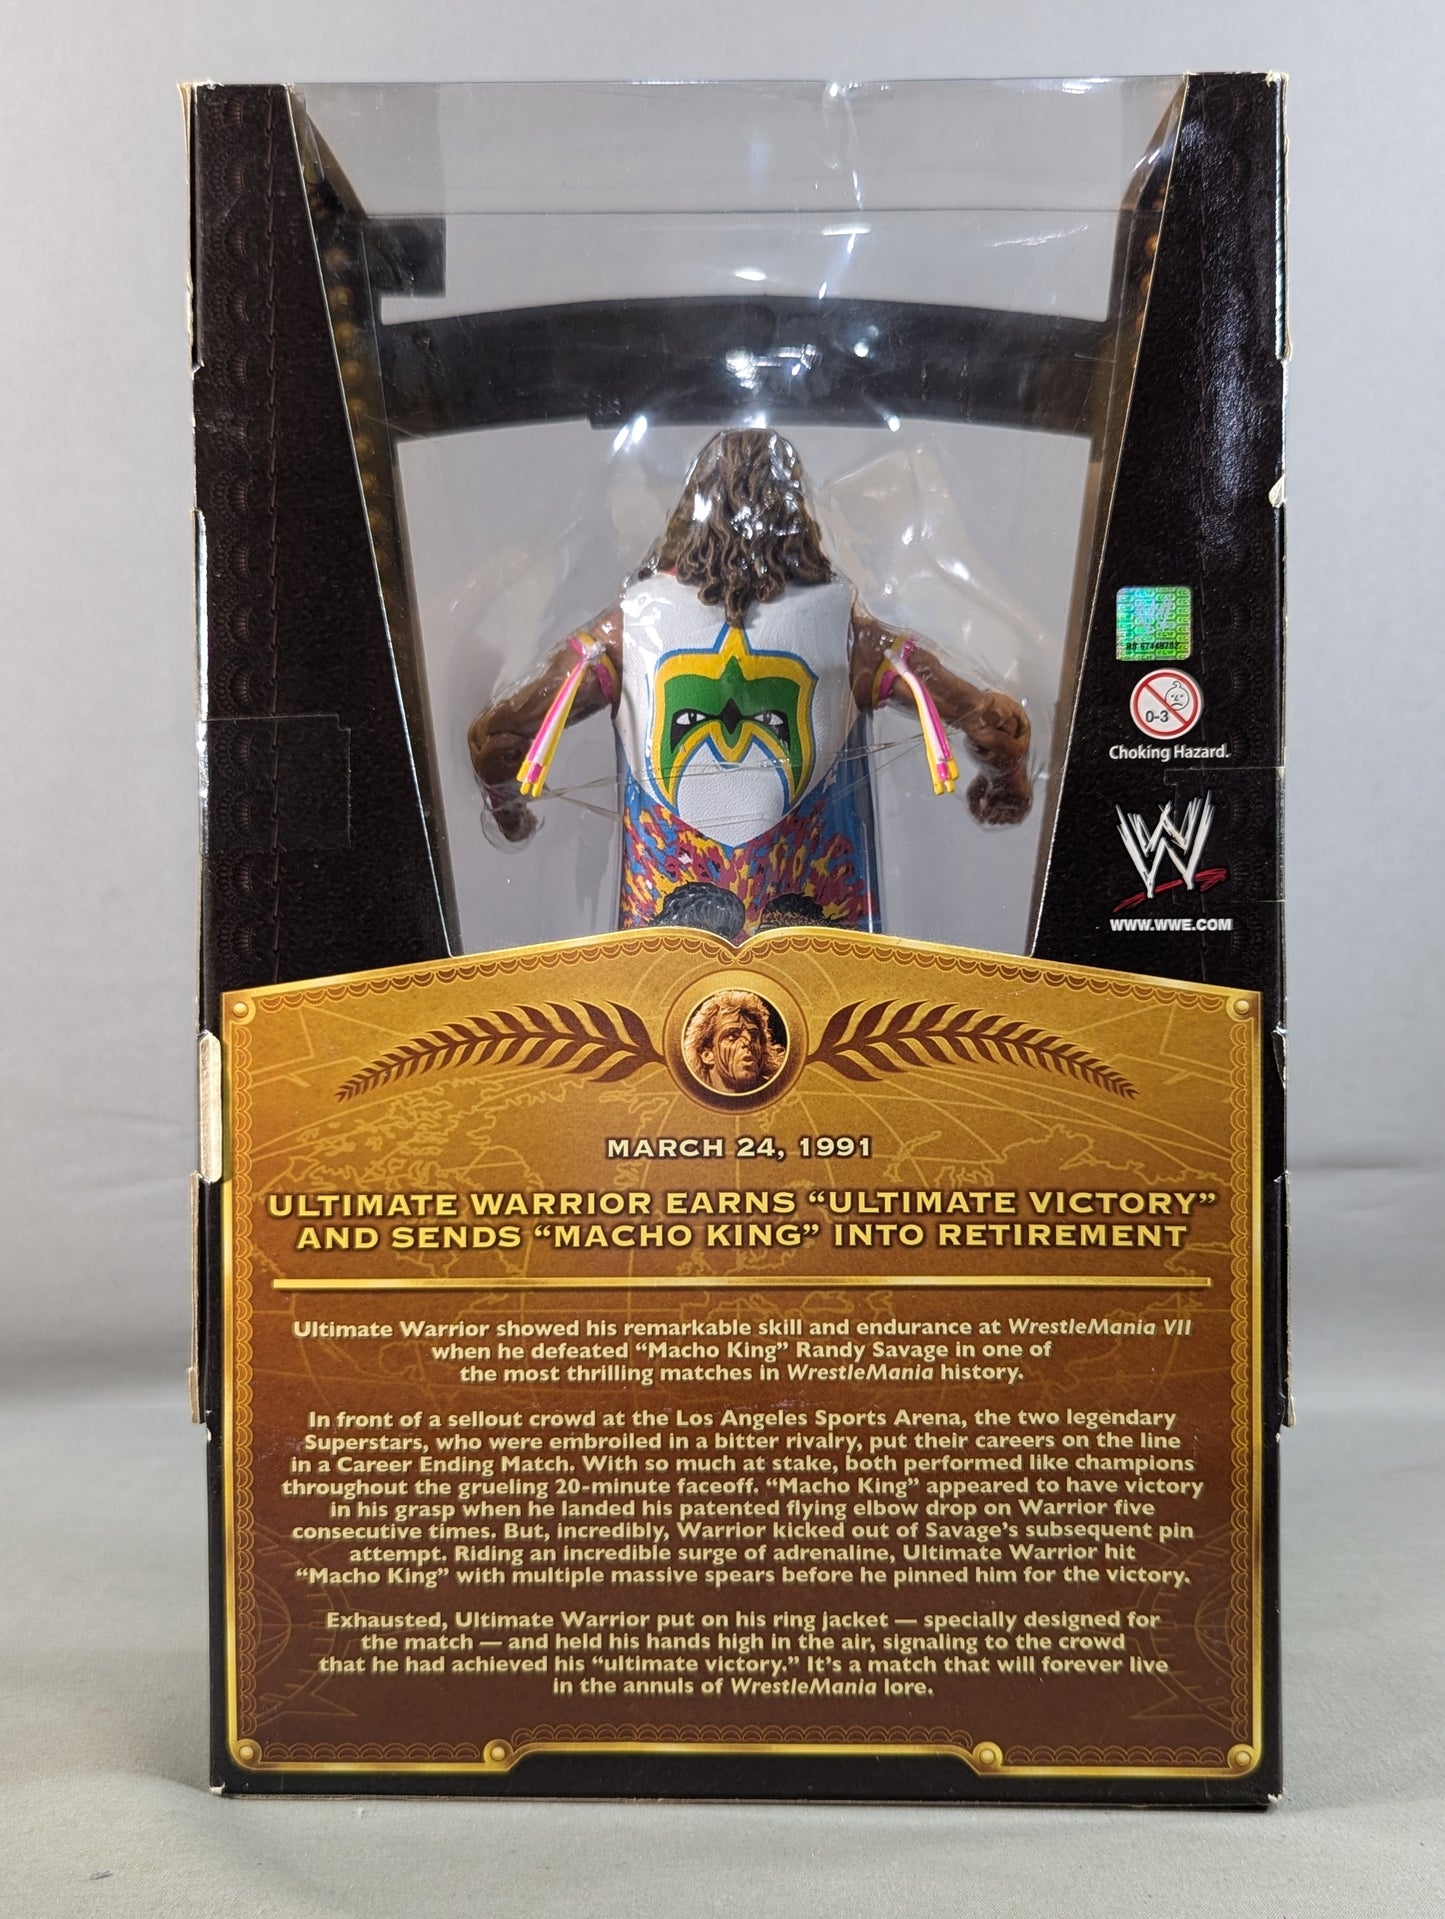 0-3
Choking Hazard.
W
WWW.WWE.COM
MARCH 24, 1991
ULTIMATE WARRIOR EARNS “ULTIMATE VICTORY”
AND SENDS “MACHO KING” INTO RETIREMENT
Ultimate Warrior showed his remarkable skill and endurance at WrestleMania VII
when he defeated “Macho King” Randy Savage in one of
the most thrilling matches in WrestleMania history.
In front of a sellout crowd at the Los Angeles Sports Arena, the two legendary
Superstars, who were embroiled in a bitter rivalry, put their careers on the line
in a Career Ending Match. With so much at stake, both performed like champions
throughout the grueling 20-minute faceoff. “Macho King” appeared to have victory
in his grasp when he landed his patented flying elbow drop on Warrior five
consecutive times. But, incredibly, Warrior kicked out of Savage’s subsequent pin
attempt. Riding an incredible surge of adrenaline, Ultimate Warrior hit
“Macho King” with multiple massive spears before he pinned him for the victory.
Exhausted, Ultimate Warrior put on his ring jacket — specially designed for
the match — and held his hands high in the air, signaling to the crowd
that he had achieved his “ultimate victory.” It’s a match that will forever live
in the annuls of WrestleMania lore.